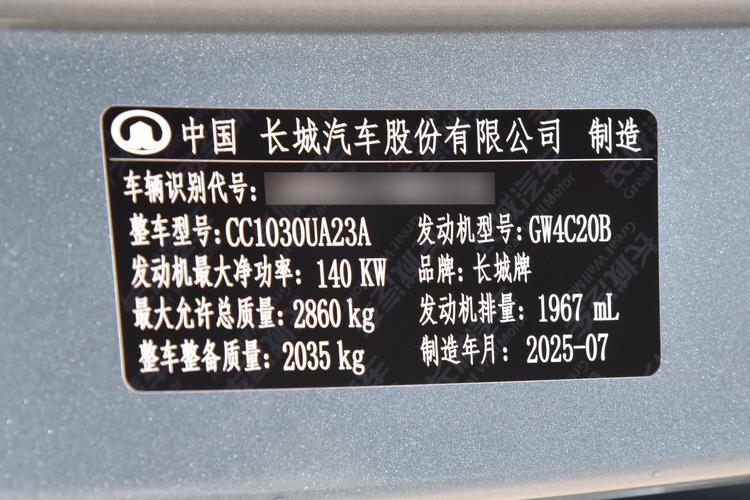 中国 长城汽车股份有限公司 制造
车辆识别代号:
整车型号:CC1030UA23A 发动机型号:GW4C20B
发动机最大净功率: 140 KW 品牌:长城牌
最大允许总质量: 2860 kg 发动机排量: 1967 mL
整车整备质量: 2035 kg 制造年月: 2025-07